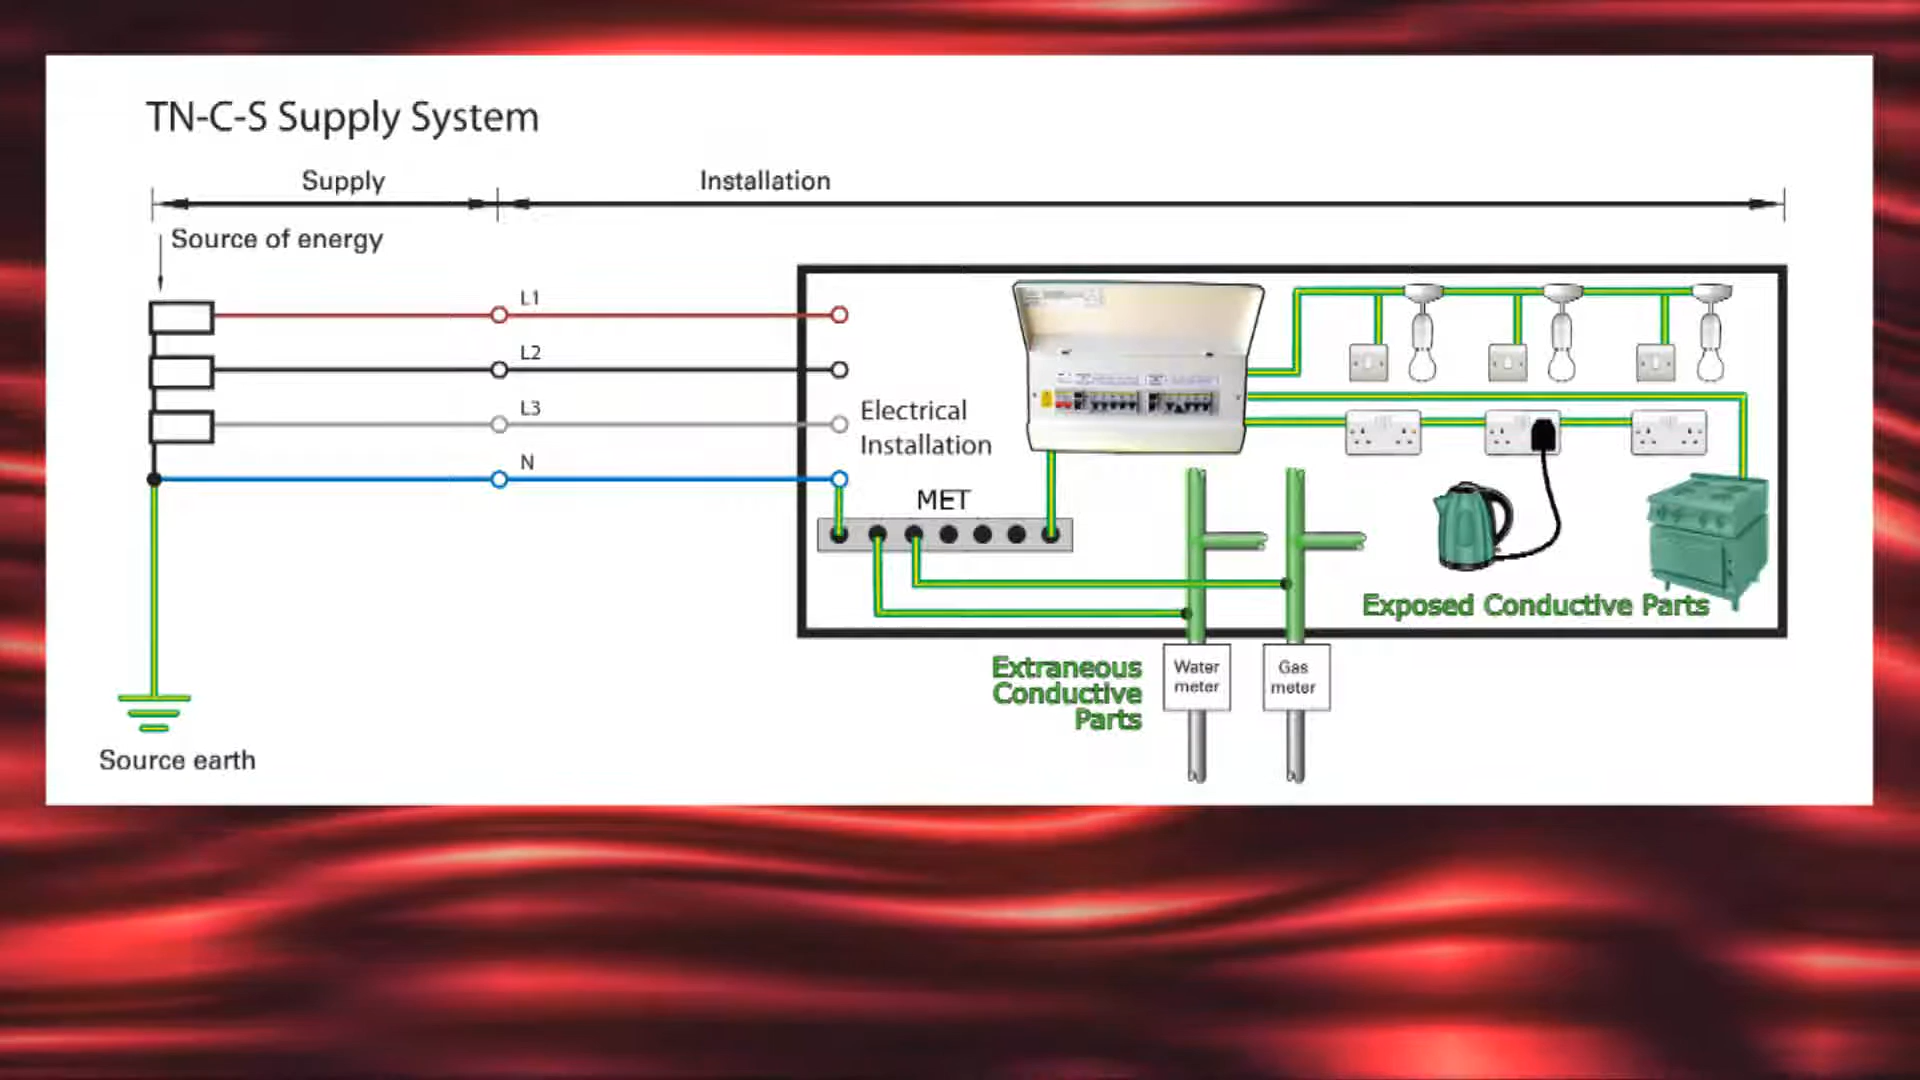 TN-C-S Supply System
Supply
Installation
Source of energy
L1
L2
L3
N
Electrical
Installation
MET
Exposed Conductive Parts
Extraneous
Conductive
Parts
Water
meter
Gas
meter
Source earth